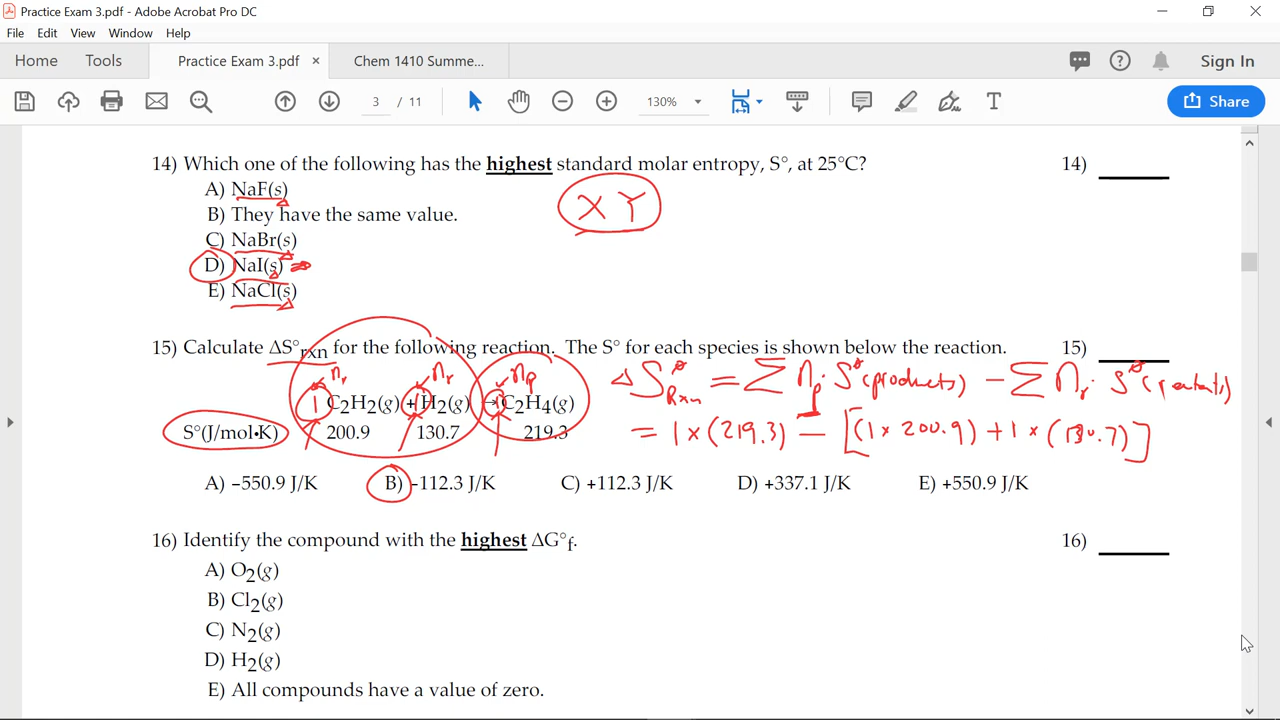 Practice Exam 3.pdf - Adobe Acrobat Pro DC
File Edit View Window Help
Home Tools Practice Exam 3.pdf × Chem 1410 Summe... Sign In
3 / 11 130% Share
14) Which one of the following has the highest standard molar entropy, S°, at 25°C? 14)
A) NaF(s)
B) They have the same value.
X Y
C) NaBr(s)
D) NaI(s)
E) NaCl(s)
15) Calculate ΔS°rxn for the following reaction. The S° for each species is shown below the reaction. 15)
nr nr np ΔS°Rxn = Σ np · S°(products) − Σ nr · S°
1 C2H2(g) + 1 H2(g) → 1 C2H4(g)
S°(J/mol•K) 200.9 130.7 219.3 = 1 × (219.3) − [(1 × 200.9) + 1 × (130.7)]
A) −550.9 J/K B) −112.3 J/K C) +112.3 J/K D) +337.1 J/K E) +550.9 J/K
16) Identify the compound with the highest ΔG°f. 16)
A) O2(g)
B) Cl2(g)
C) N2(g)
D) H2(g)
E) All compounds have a value of zero.